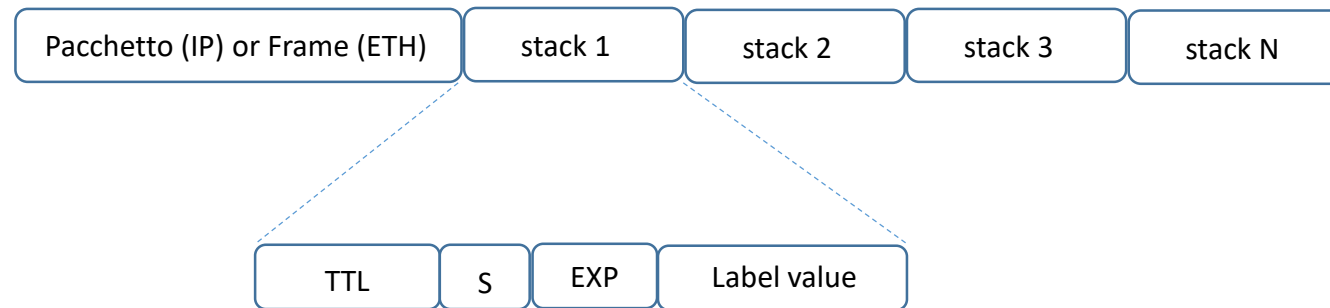 Pacchetto (IP) or Frame (ETH) stack 1 stack 2 stack 3 stack N
TTL S EXP Label value